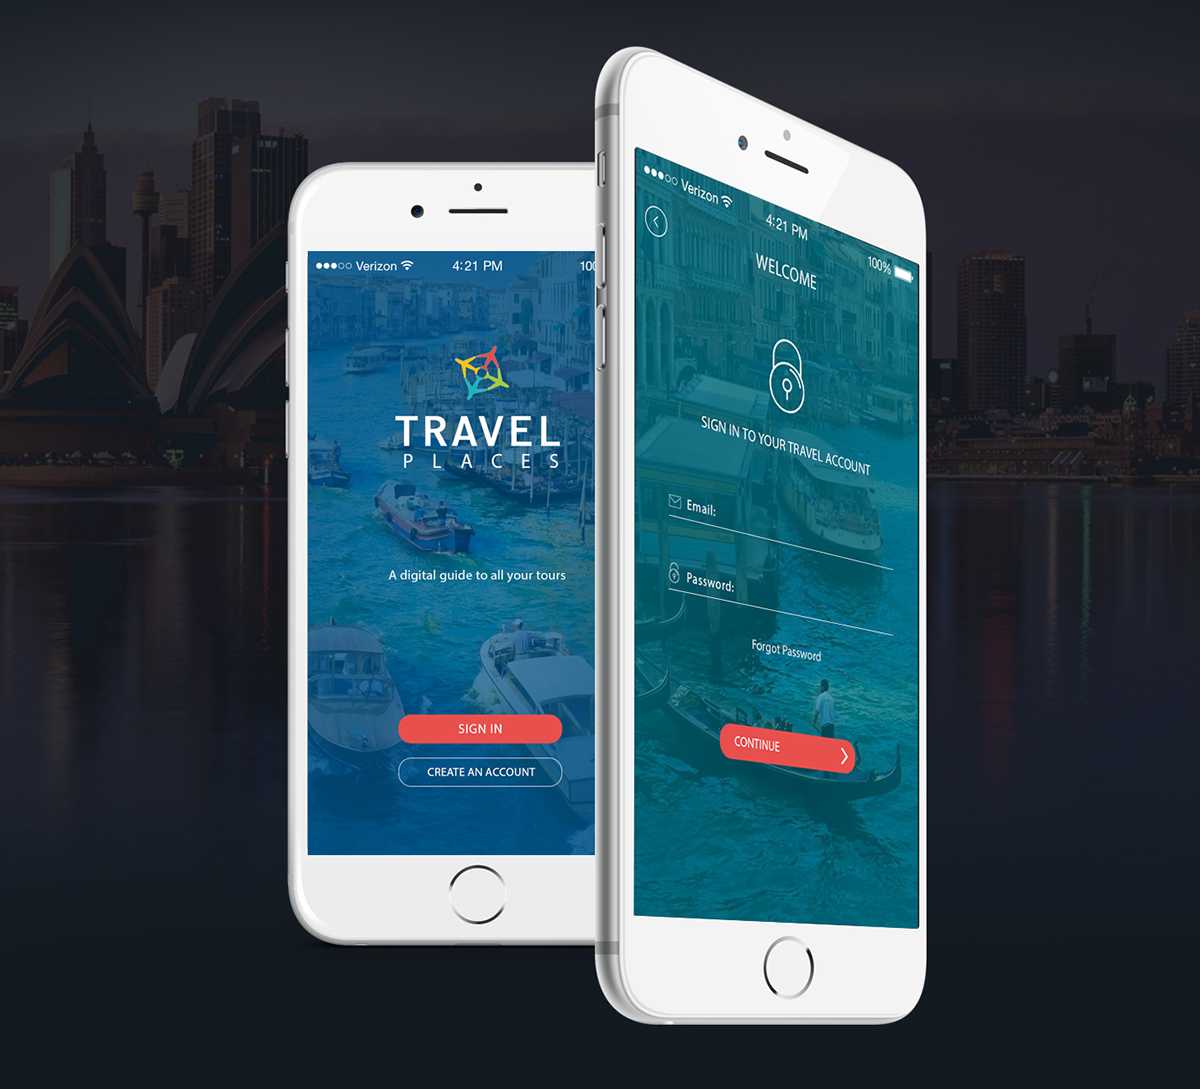 Verizon
4:21 PM
10
TRAVEL
PLACES
A digital guide to all your tours
SIGN IN
CREATE AN ACCOUNT
Verizon
4:21 PM
100%
WELCOME
SIGN IN TO YOUR TRAVEL ACCOUNT
Email:
Password:
Forgot Password
CONTINUE